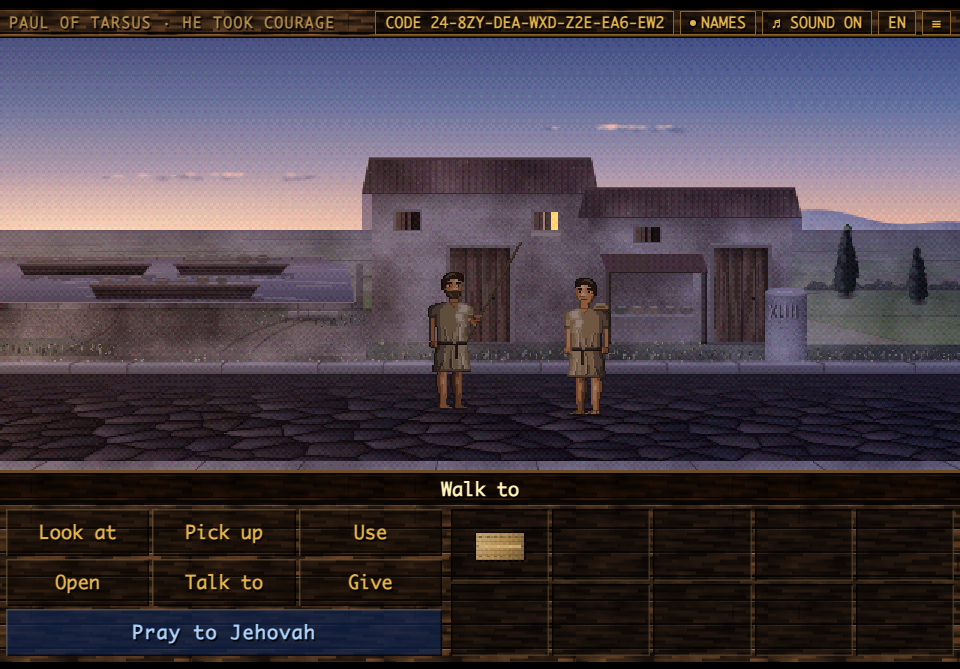 PAUL OF TARSUS · HE TOOK COURAGE
CODE 24-8ZY-DEA-WXD-Z2E-EA6-EW2
NAMES
♬ SOUND ON
EN
≡
XLIII
Walk to
Look at
Pick up
Use
Open
Talk to
Give
Pray to Jehovah